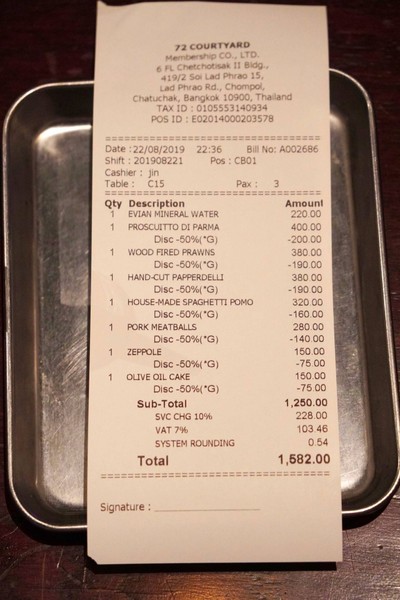 72 COURTYARD
Membership CO., LTD.
6 FL Chetchotisak II Bldg.,
419/2 Soi Lad Phrao 15,
Lad Phrao Rd., Chompol,
Chatuchak, Bangkok 10900, Thailand
TAX ID : 0105553140934
POS ID : E02014000203578
Date :22/08/2019 22:36 Bill No: A002686
Shift : 201908221 Pos : CB01
Cashier : jin
Table : C15 Pax : 3
Qty Description Amount
1 EVIAN MINERAL WATER 220.00
1 PROSCUITTO DI PARMA 400.00
Disc -50%(*G) -200.00
1 WOOD FIRED PRAWNS 380.00
Disc -50%(*G) -190.00
1 HAND-CUT PAPPERDELLI 380.00
Disc -50%(*G) -190.00
1 HOUSE-MADE SPAGHETTI POMO 320.00
Disc -50%(*G) -160.00
1 PORK MEATBALLS 280.00
Disc -50%(*G) -140.00
1 ZEPPOLE 150.00
Disc -50%(*G) -75.00
1 OLIVE OIL CAKE 150.00
Disc -50%(*G) -75.00
Sub-Total 1,250.00
SVC CHG 10% 228.00
VAT 7% 103.46
SYSTEM ROUNDING 0.54
Total 1,582.00
Signature :